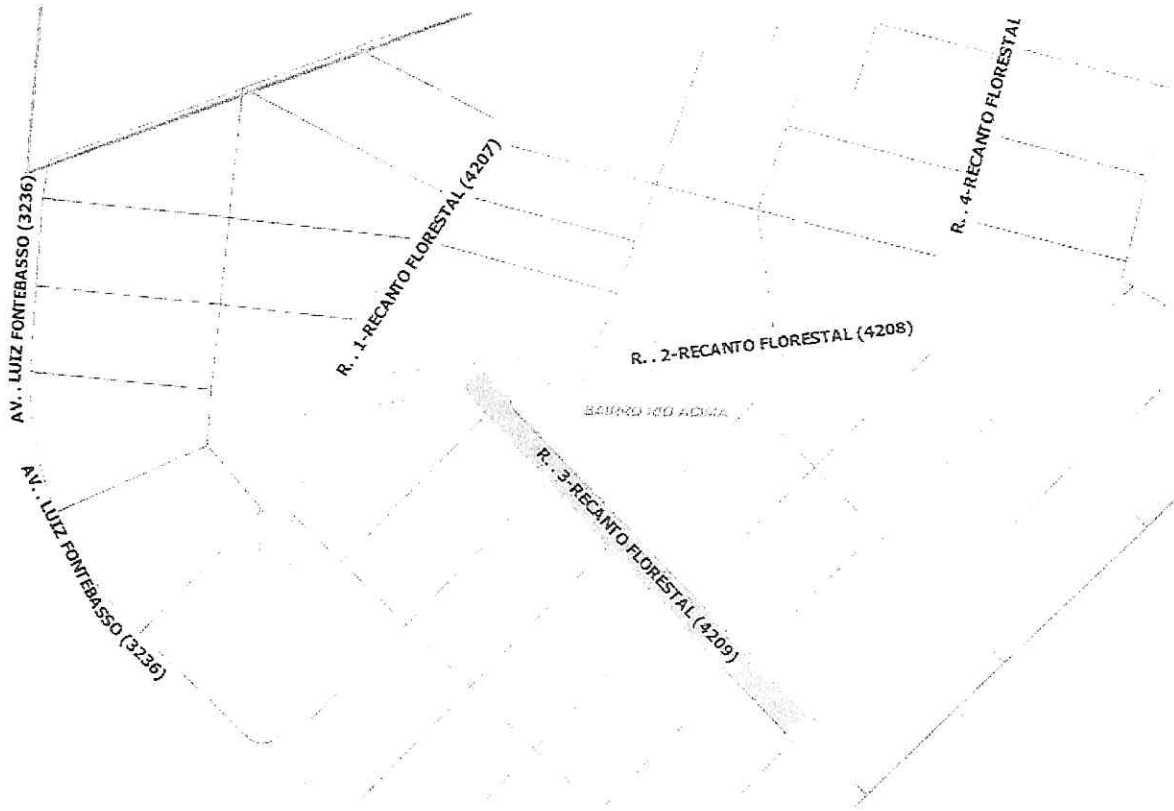 AV. . LUIZ FONTEBASSO (3236)
R. . 1-RECANTO FLORESTAL (4207)
R. . 4-RECANTO FLORESTAL
R. . 2-RECANTO FLORESTAL (4208)
BAIRRO
R. . 3-RECANTO FLORESTAL (4209)
AV. . LUIZ FONTEBASSO (3236)